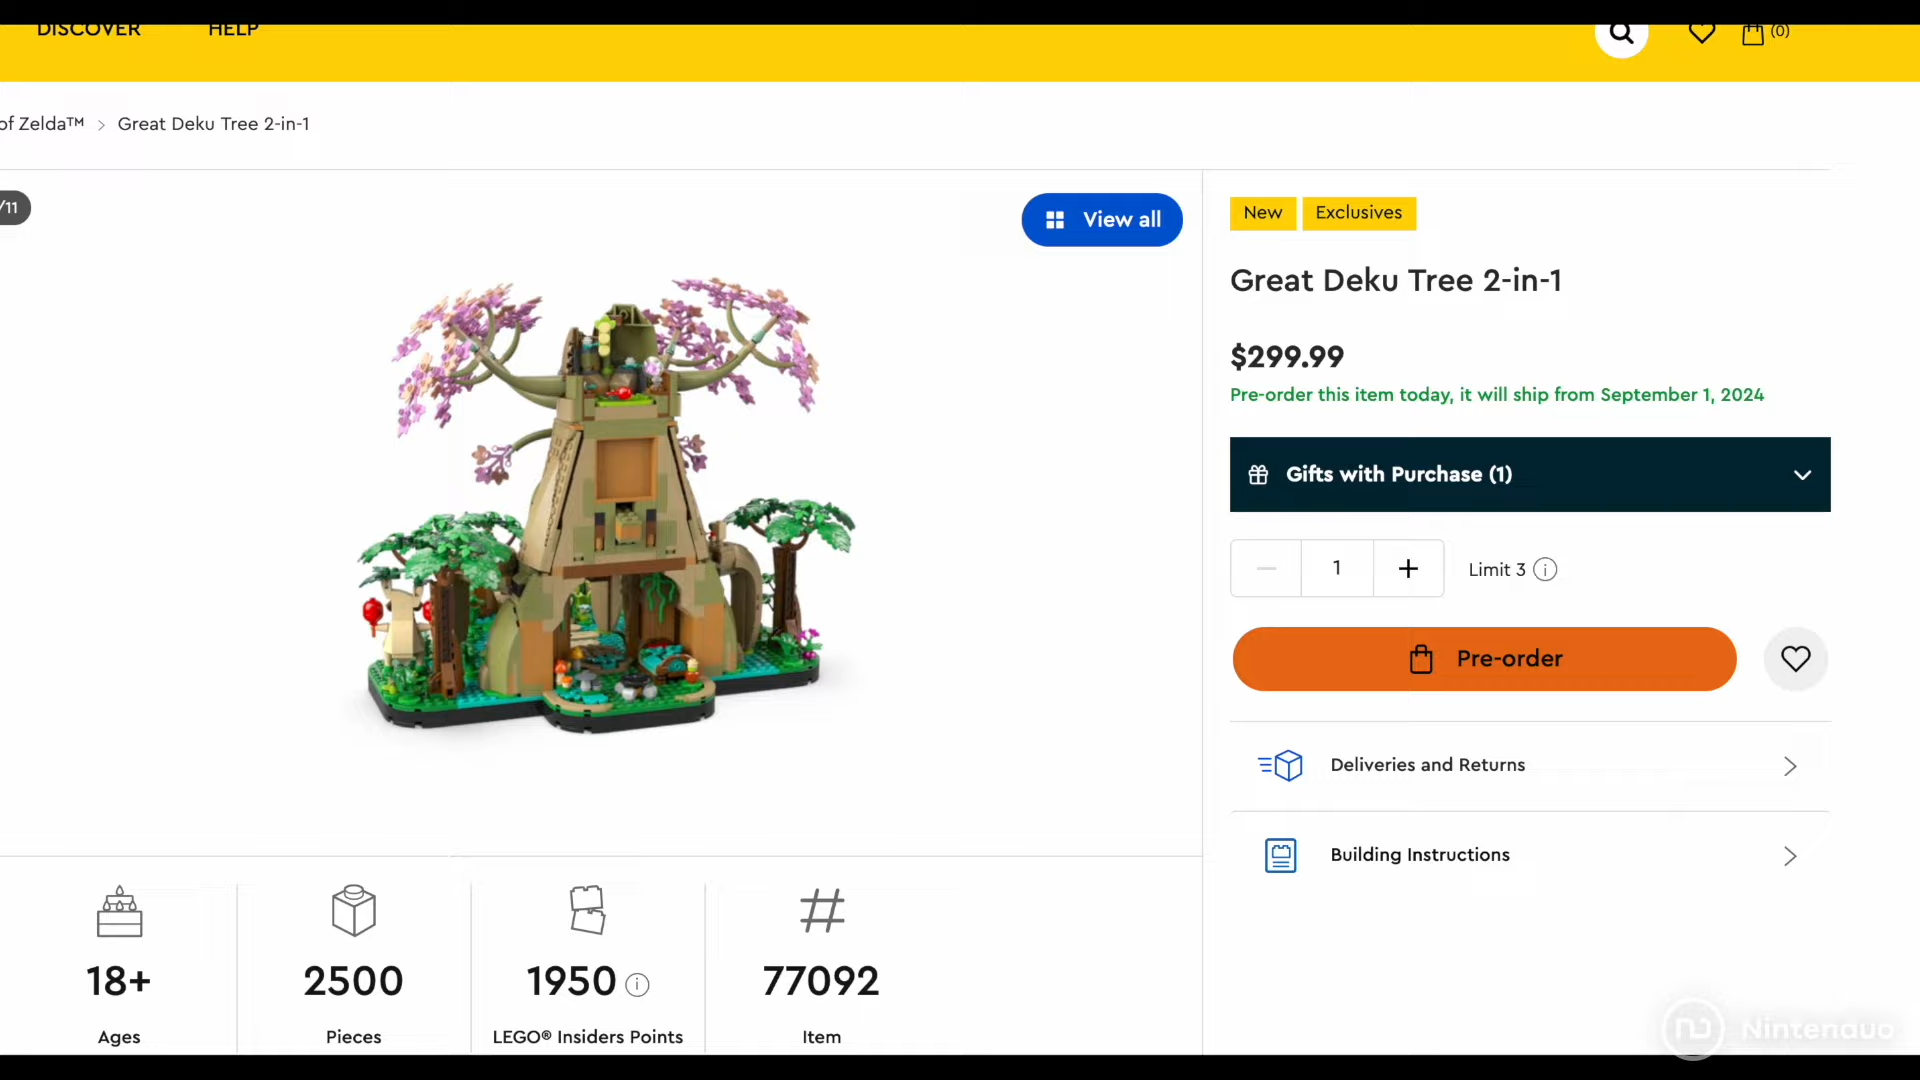 DISCOVER HELP
(0)
of Zelda™ > Great Deku Tree 2-in-1
/11
View all
New Exclusives
Great Deku Tree 2-in-1
$299.99
Pre-order this item today, it will ship from September 1, 2024
Gifts with Purchase (1)
1
Limit 3
Pre-order
Deliveries and Returns
Building Instructions
18+
Ages
2500
Pieces
1950
LEGO® Insiders Points
77092
Item
Nintenduo